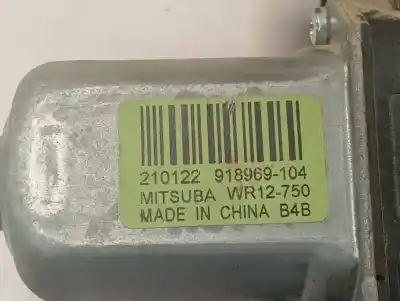 210122 918969-104
MITSUBA WR12-750
MADE IN CHINA B4B